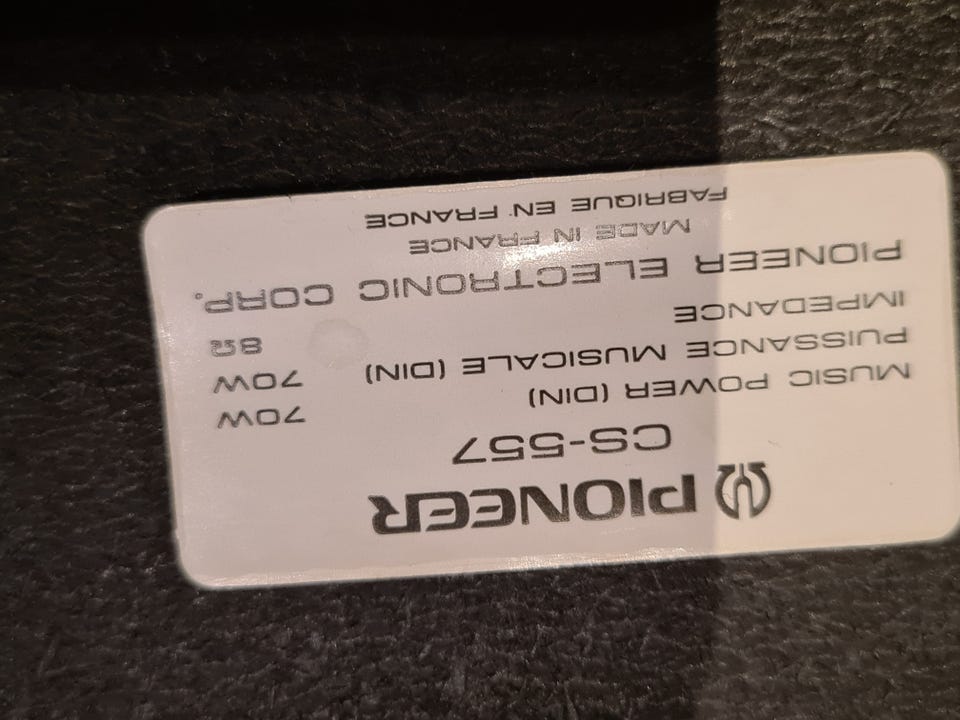 PIONEER
CS-557
MUSIC POWER (DIN) 70W
PUISSANCE MUSICALE (DIN) 70W
IMPEDANCE 8Ω
PIONEER ELECTRONIC CORP.
MADE IN FRANCE
FABRIQUE EN FRANCE